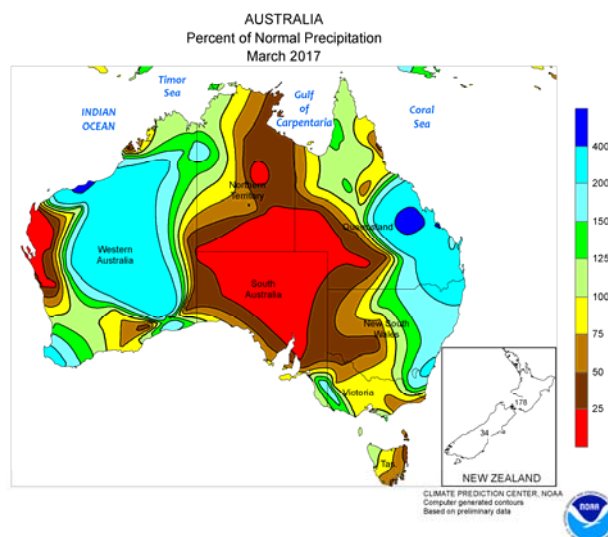 AUSTRALIA
Percent of Normal Precipitation
March 2017
Timor
Sea
INDIAN
OCEAN
Gulf
of
Carpentaria
Coral
Sea
400
200
150
125
100
75
50
25
Northern
Territory
Queensland
Western
Australia
South
Australia
New South
Wales
Victoria
Tas.
178
34
NEW ZEALAND
CLIMATE PREDICTION CENTER, NOAA
Computer generated contours
Based on preliminary data
NOAA